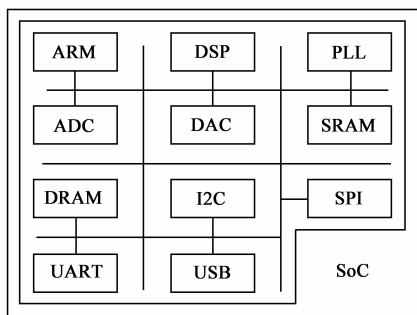 ARM DSP PLL
ADC DAC SRAM
DRAM I2C SPI
UART USB SoC